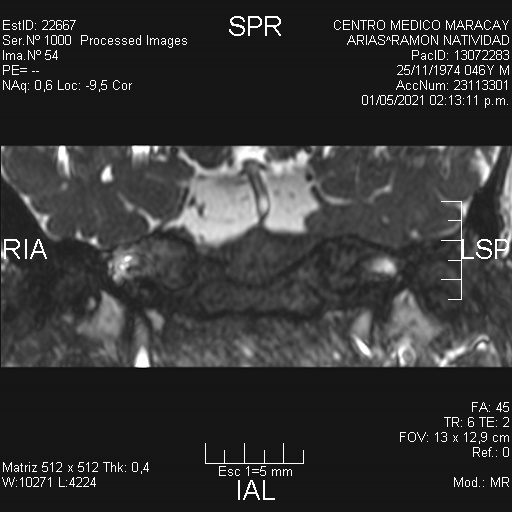 EstID: 22667
Ser.Nº 1000 Processed Images
Ima.Nº 54
PE= --
NAq: 0,6 Loc: -9,5 Cor
SPR
CENTRO MEDICO MARACAY
ARIAS^RAMON NATIVIDAD
PacID: 13072283
25/11/1974 046Y M
AccNum: 23113301
01/05/2021 02:13:11 p.m.
RIA
LSP
FA: 45
TR: 6 TE: 2
FOV: 13 x 12,9 cm
Ref.: 0
Matriz 512 x 512 Thk: 0,4
W:10271 L:4224
Esc 1=5 mm
IAL
Mod.: MR